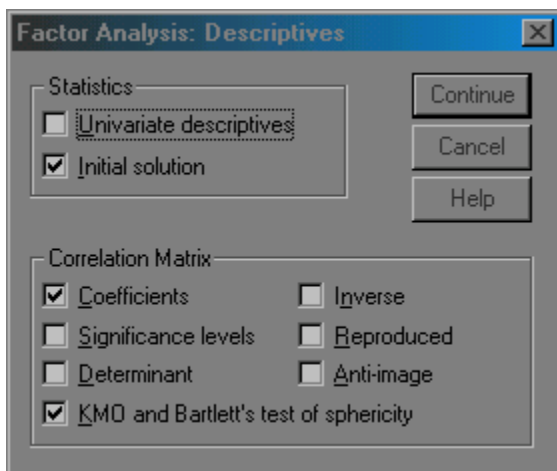 Factor Analysis: Descriptives
Statistics
Univariate descriptives
Initial solution
Continue
Cancel
Help
Correlation Matrix
Coefficients
Inverse
Significance levels
Reproduced
Determinant
Anti-image
KMO and Bartlett's test of sphericity